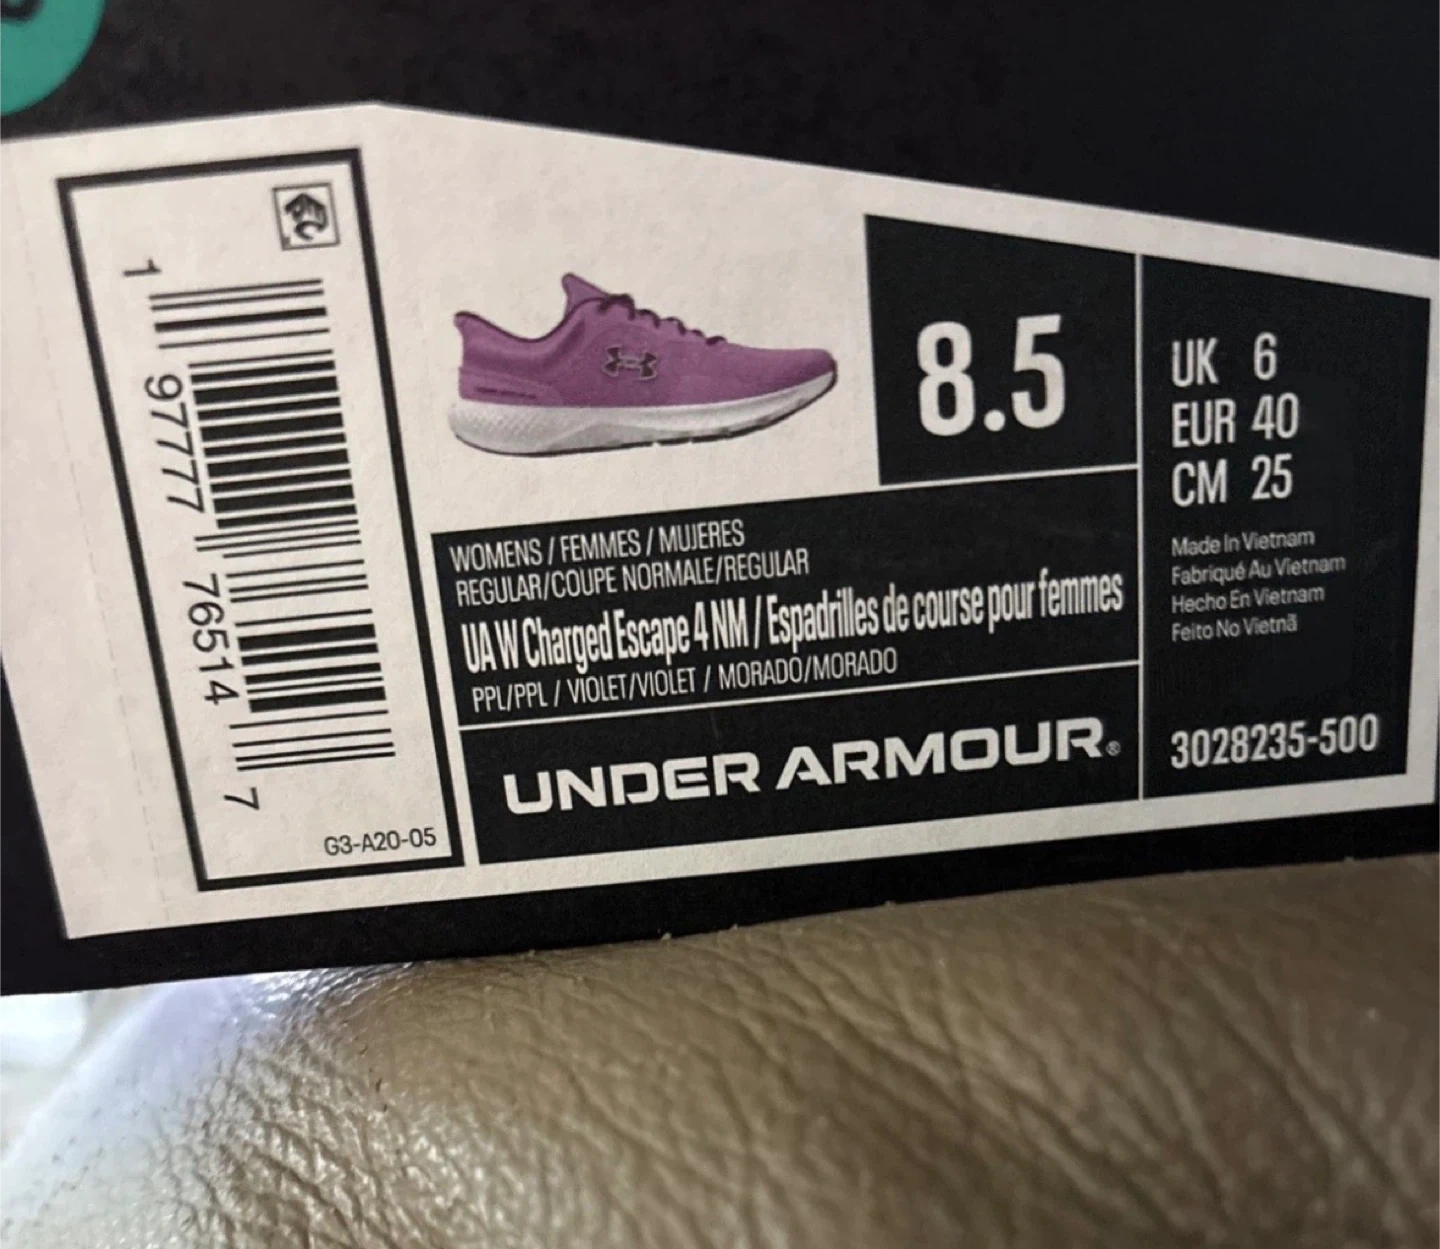 1 97777 76514 7
G3-A20-05
8.5
WOMENS / FEMMES / MUJERES
REGULAR/COUPE NORMALE/REGULAR
UA W Charged Escape 4 NM / Espadrilles de course pour femmes
PPL/PPL / VIOLET/VIOLET / MORADO/MORADO
UNDER ARMOUR®
UK 6
EUR 40
CM 25
Made In Vietnam
Fabriqué Au Vietnam
Hecho En Vietnam
Feito No Vietnã
3028235-500